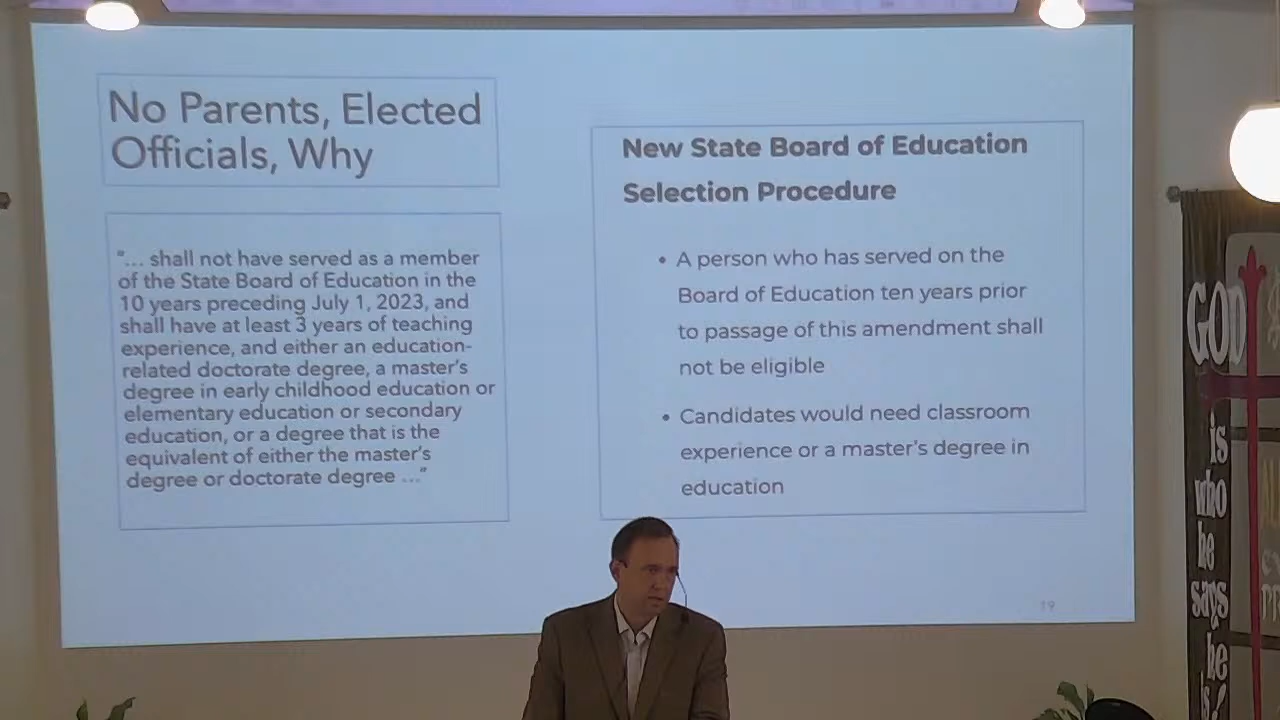 No Parents, Elected
Officials, Why
"... shall not have served as a member
of the State Board of Education in the
10 years preceding July 1, 2023, and
shall have at least 3 years of teaching
experience, and either an education-
related doctorate degree, a master's
degree in early childhood education or
elementary education or secondary
education, or a degree that is the
equivalent of either the master's
degree or doctorate degree ..."
New State Board of Education
Selection Procedure
• A person who has served on the
Board of Education ten years prior
to passage of this amendment shall
not be eligible
• Candidates would need classroom
experience or a master's degree in
education
19
GOD
is
who
he
says
he
is!